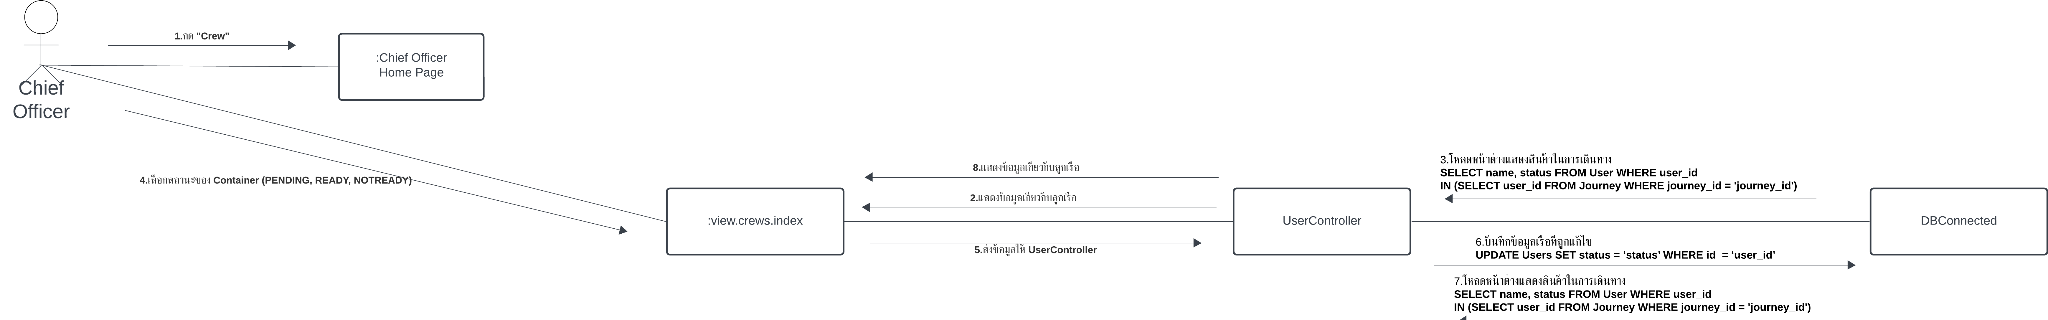 1.กด "Crew"
:Chief Officer
Home Page
Chief
Officer
4.เลือกสถานะของ Container (PENDING, READY, NOTREADY)
8.แสดงข้อมูลเกี่ยวกับลูกเรือ
2.แสดงข้อมูลเกี่ยวกับลูกเรือ
:view.crews.index
5.ส่งข้อมูลให้ UserController
UserController
3.โหลดหน้าต่างแสดงสินค้าในการเดินทาง
SELECT name, status FROM User WHERE user_id
IN (SELECT user_id FROM Journey WHERE journey_id = 'journey_id')
DBConnected
6.บันทึกข้อมูลเรือที่ถูกแก้ไข
UPDATE Users SET status = 'status' WHERE id = 'user_id'
7.โหลดหน้าต่างแสดงสินค้าในการเดินทาง
SELECT name, status FROM User WHERE user_id
IN (SELECT user_id FROM Journey WHERE journey_id = 'journey_id')